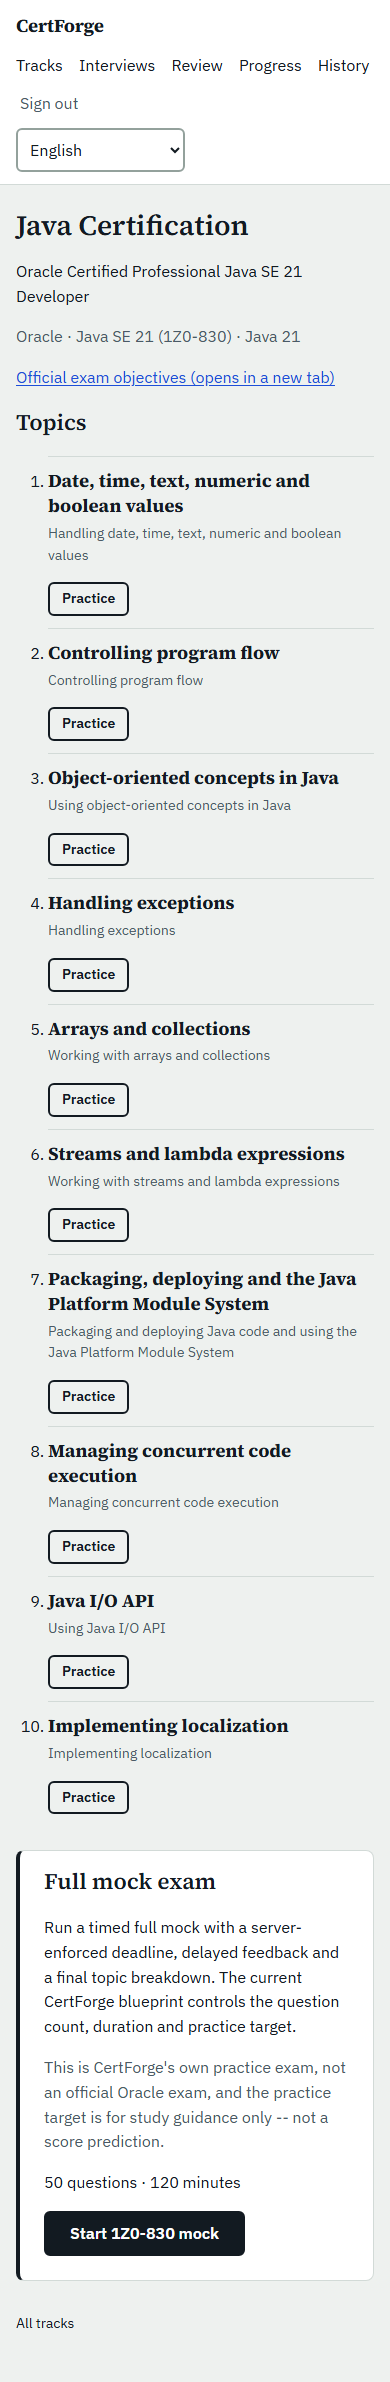 CertForge
Tracks Interviews Review Progress History
Sign out
English
Java Certification
Oracle Certified Professional Java SE 21
Developer
Oracle · Java SE 21 (1Z0-830) · Java 21
Official exam objectives (opens in a new tab)
Topics
1. Date, time, text, numeric and
boolean values
Handling date, time, text, numeric and boolean
values
Practice
2. Controlling program flow
Controlling program flow
Practice
3. Object-oriented concepts in Java
Using object-oriented concepts in Java
Practice
4. Handling exceptions
Handling exceptions
Practice
5. Arrays and collections
Working with arrays and collections
Practice
6. Streams and lambda expressions
Working with streams and lambda expressions
Practice
7. Packaging, deploying and the Java
Platform Module System
Packaging and deploying Java code and using the
Java Platform Module System
Practice
8. Managing concurrent code
execution
Managing concurrent code execution
Practice
9. Java I/O API
Using Java I/O API
Practice
10. Implementing localization
Implementing localization
Practice
Full mock exam
Run a timed full mock with a server-
enforced deadline, delayed feedback and
a final topic breakdown. The current
CertForge blueprint controls the question
count, duration and practice target.
This is CertForge's own practice exam, not
an official Oracle exam, and the practice
target is for study guidance only -- not a
score prediction.
50 questions · 120 minutes
Start 1Z0-830 mock
All tracks